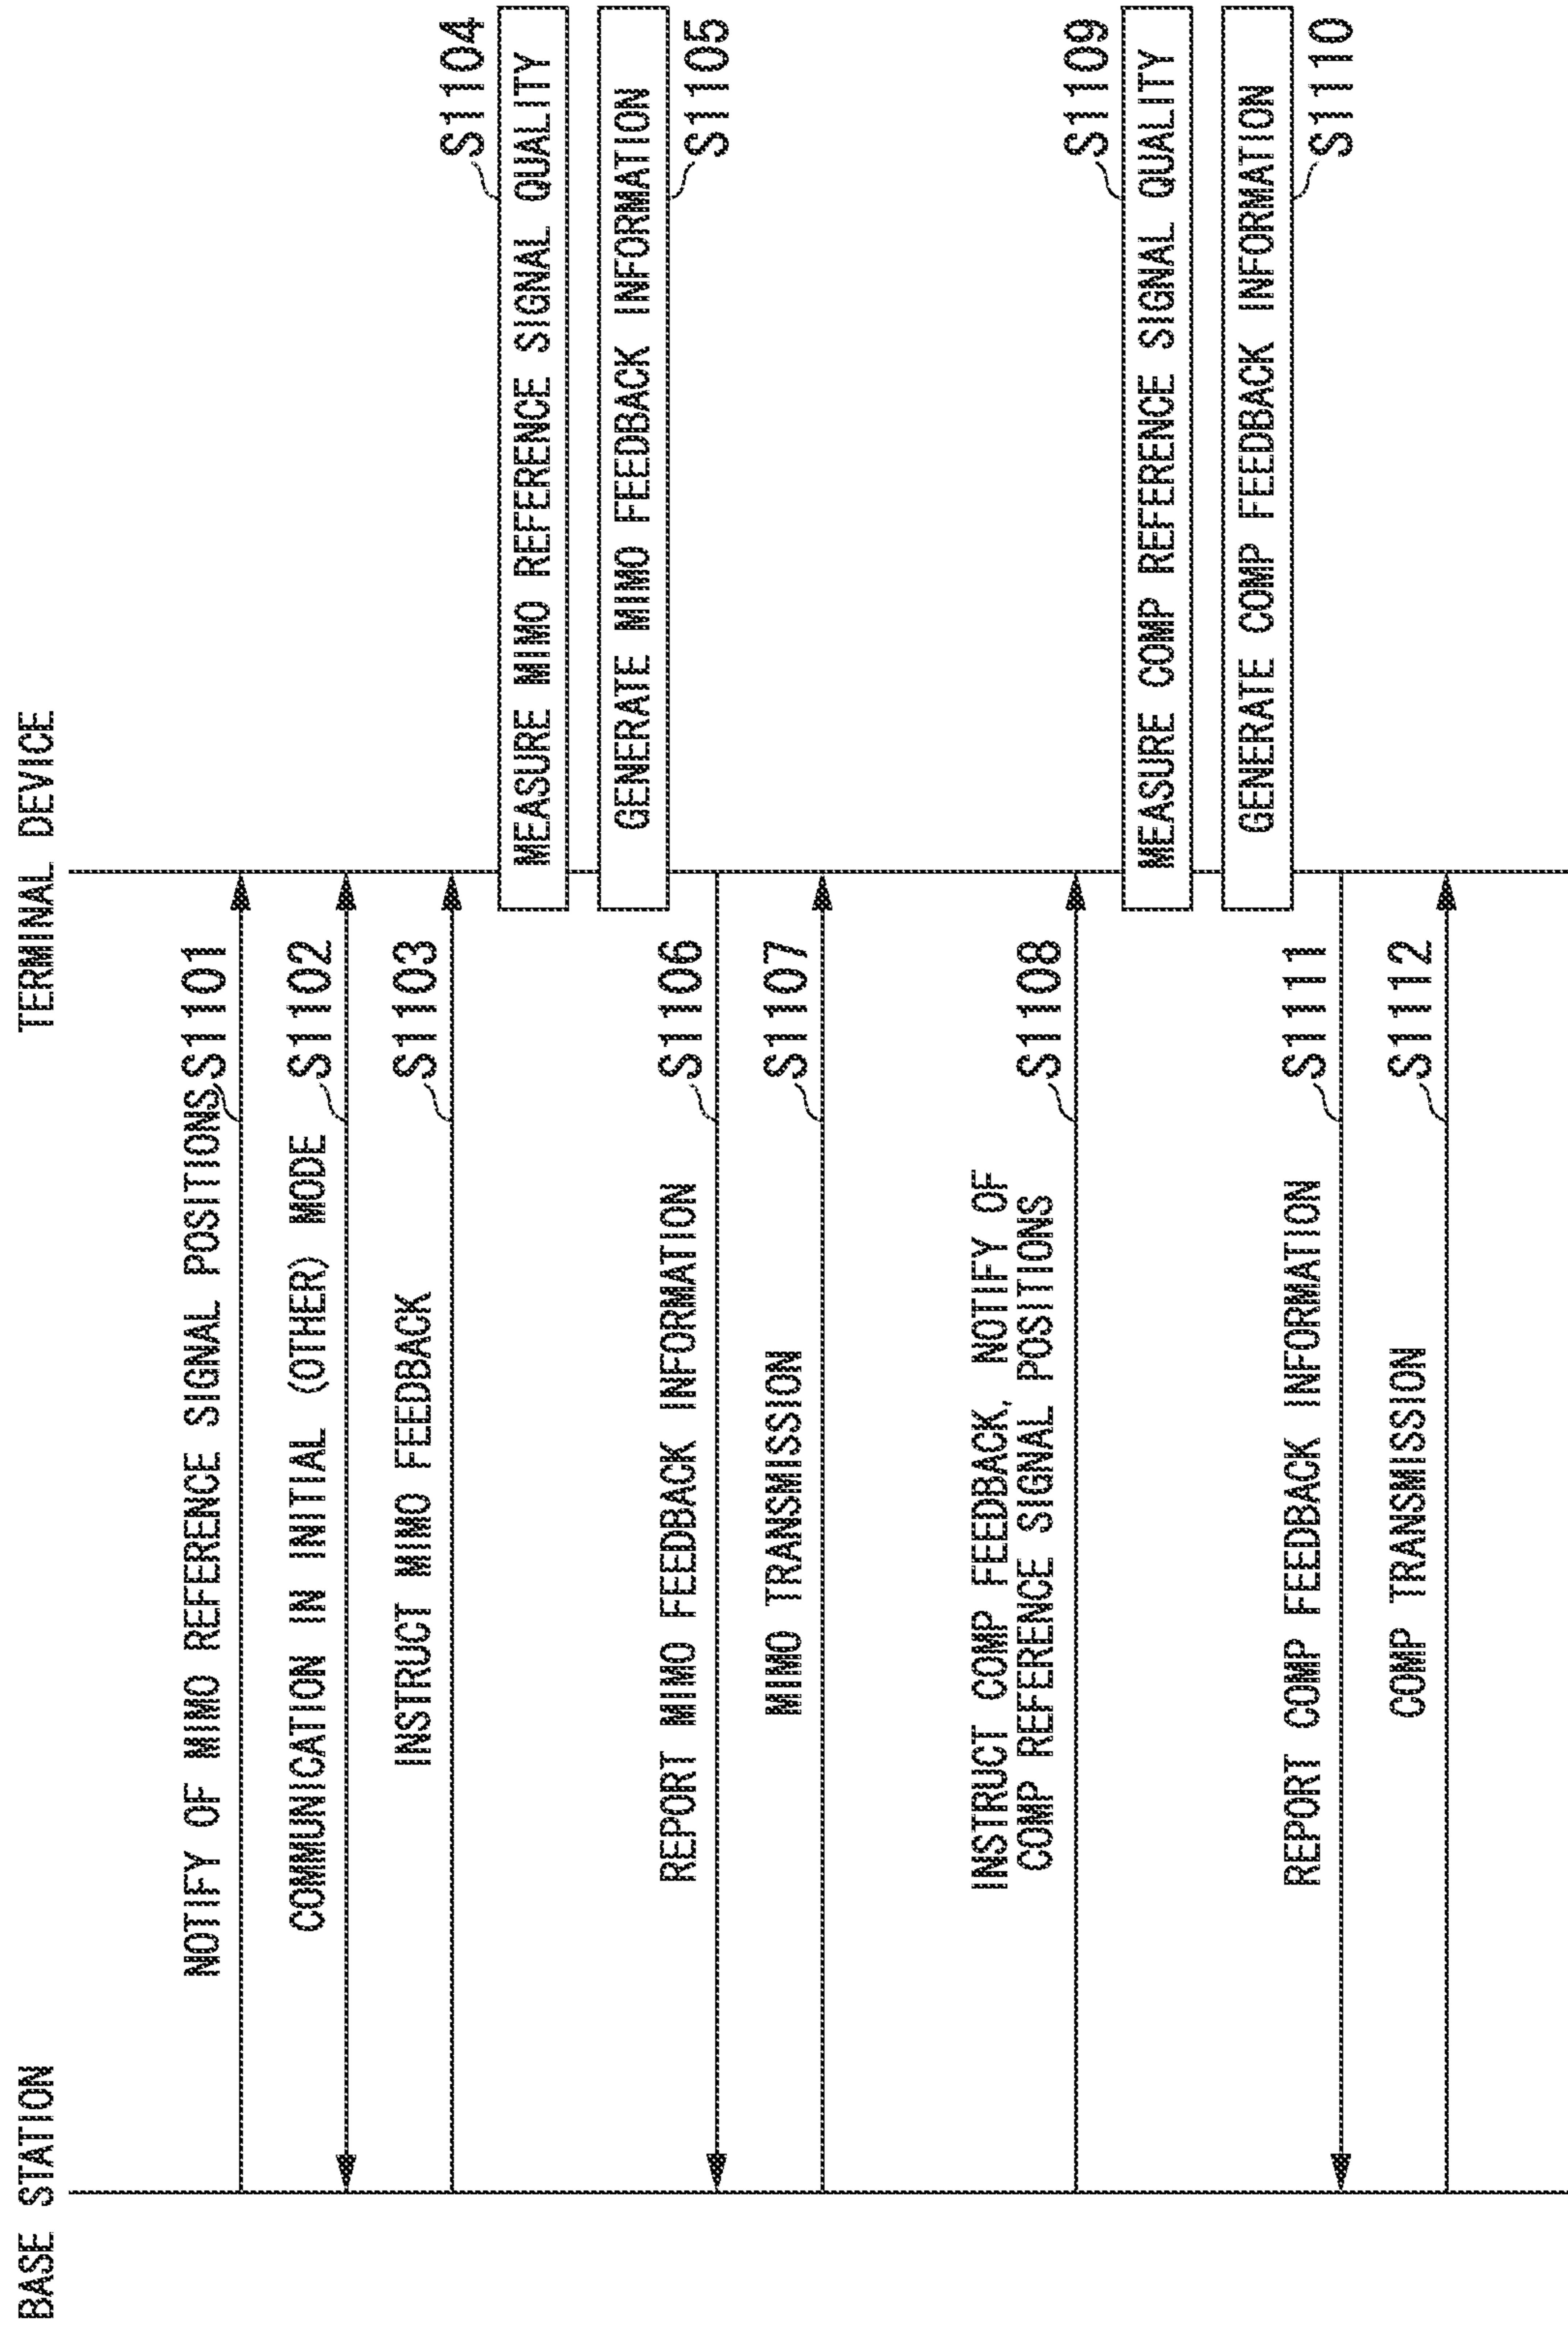 BASE STATION
TERMINAL DEVICE
NOTIFY OF MIMO REFERENCE SIGNAL POSITIONS
S1101
COMMUNICATION IN INITIAL (OTHER) MODE
S1102
INSTRUCT MIMO FEEDBACK
S1103
S1104
MEASURE MIMO REFERENCE SIGNAL QUALITY
GENERATE MIMO FEEDBACK INFORMATION
S1105
REPORT MIMO FEEDBACK INFORMATION
S1106
MIMO TRANSMISSION
S1107
INSTRUCT COMP FEEDBACK, NOTIFY OF
COMP REFERENCE SIGNAL POSITIONS
S1108
S1109
MEASURE COMP REFERENCE SIGNAL QUALITY
GENERATE COMP FEEDBACK INFORMATION
S1110
REPORT COMP FEEDBACK INFORMATION
S1111
COMP TRANSMISSION
S1112